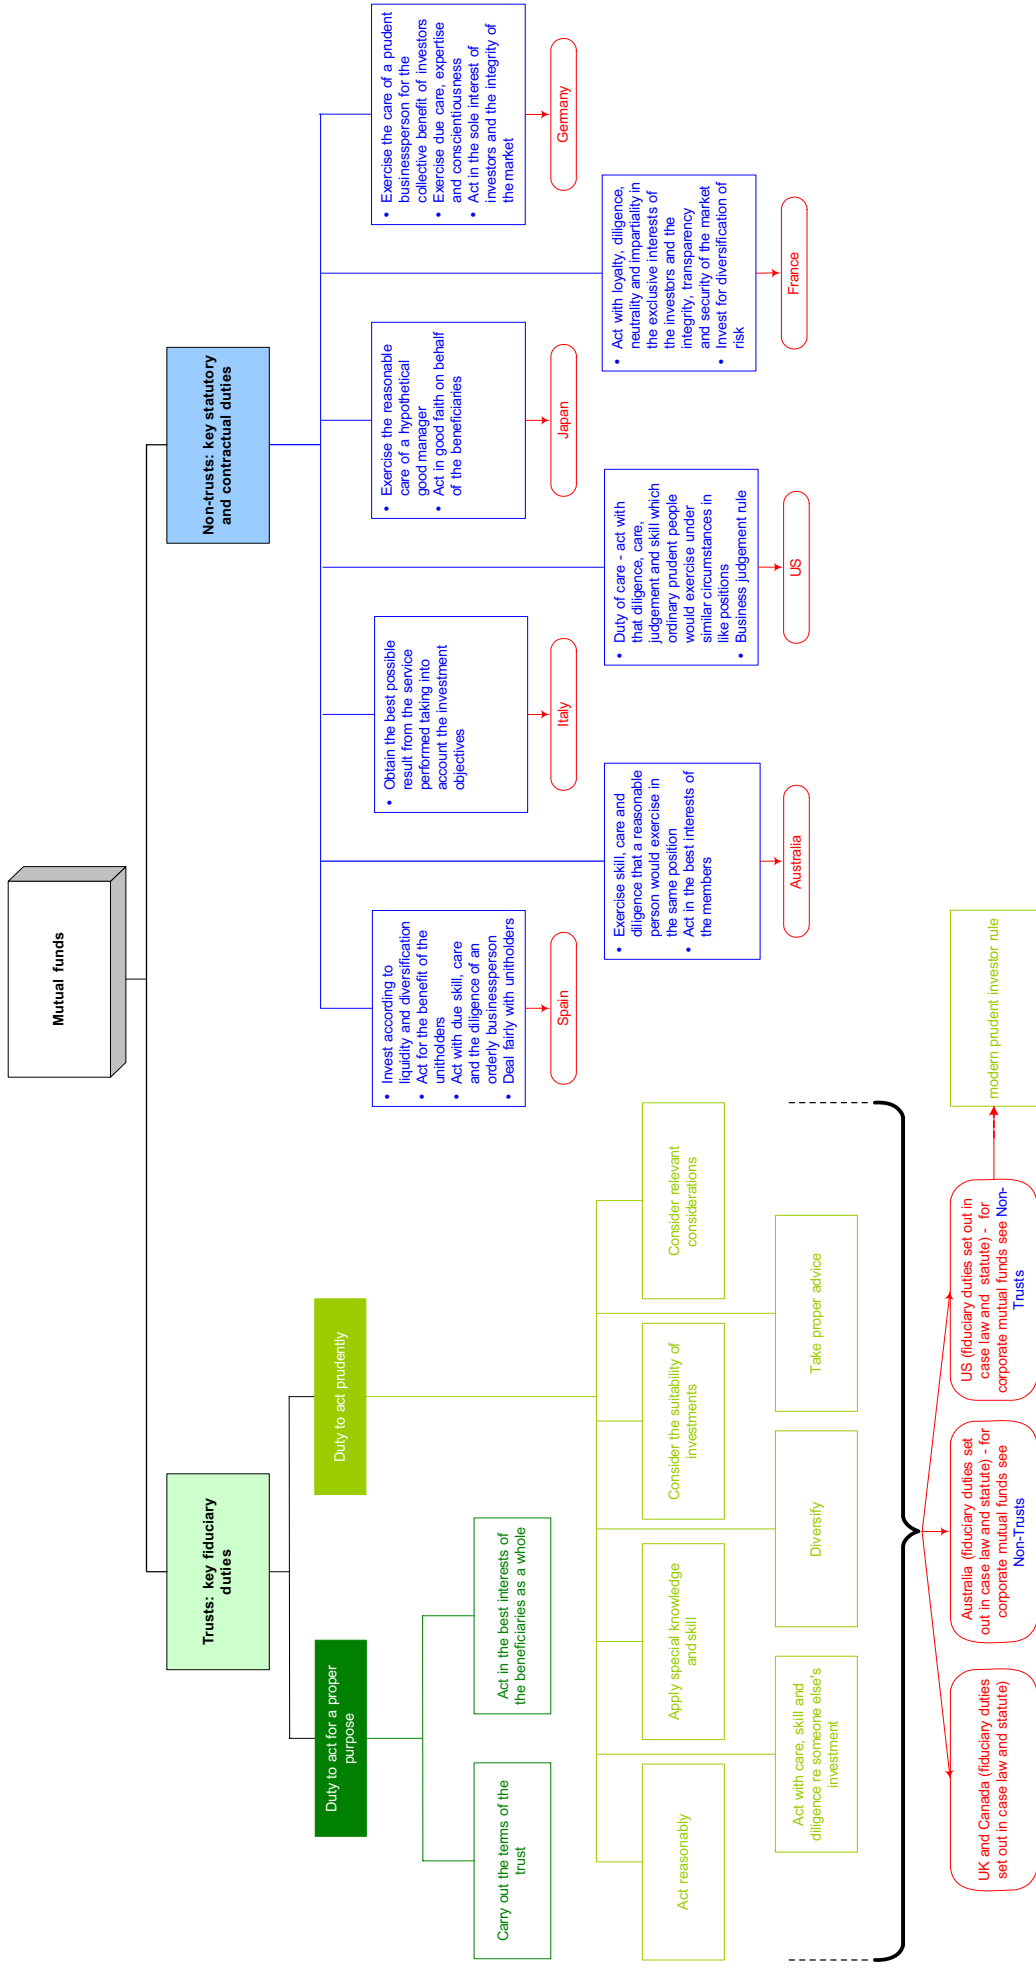 Mutual funds
Trusts: key fiduciary
duties
Non-trusts: key statutory
and contractual duties
Duty to act for a proper
purpose
Duty to act prudently
Carry out the terms of the
trust
Act in the best interests of
the beneficiaries as a whole
Act reasonably
Apply special knowledge
and skill
Consider the suitability of
investments
Consider relevant
considerations
Act with care, skill and
diligence re someone else's
investment
Diversify
Take proper advice
UK and Canada (fiduciary duties
set out in case law and statute)
Australia (fiduciary duties set
out in case law and statute) - for
corporate mutual funds see
Non-Trusts
US (fiduciary duties set out in
case law and statute) - for
corporate mutual funds see Non-
Trusts
modern prudent investor rule
• Invest according to
liquidity and diversification
• Act for the benefit of the
unitholders
• Act with due skill, care
and the diligence of an
orderly businessperson
• Deal fairly with unitholders
Spain
• Obtain the best possible
result from the service
performed taking into
account the investment
objectives
Italy
• Exercise the reasonable
care of a hypothetical
good manager
• Act in good faith on behalf
of the beneficiaries
Japan
• Exercise the care of a prudent
businessperson for the
collective benefit of investors
• Exercise due care, expertise
and conscientiousness
• Act in the sole interest of
investors and the integrity of
the market
Germany
• Exercise skill, care and
diligence that a reasonable
person would exercise in
the same position
• Act in the best interests of
the members
Australia
• Duty of care - act with
that diligence, care,
judgement and skill which
ordinary prudent people
would exercise under
similar circumstances in
like positions
• Business judgement rule
US
• Act with loyalty, diligence,
neutrality and impartiality in
the exclusive interests of
the investors and the
integrity, transparency
and security of the market
• Invest for diversification of
risk
France